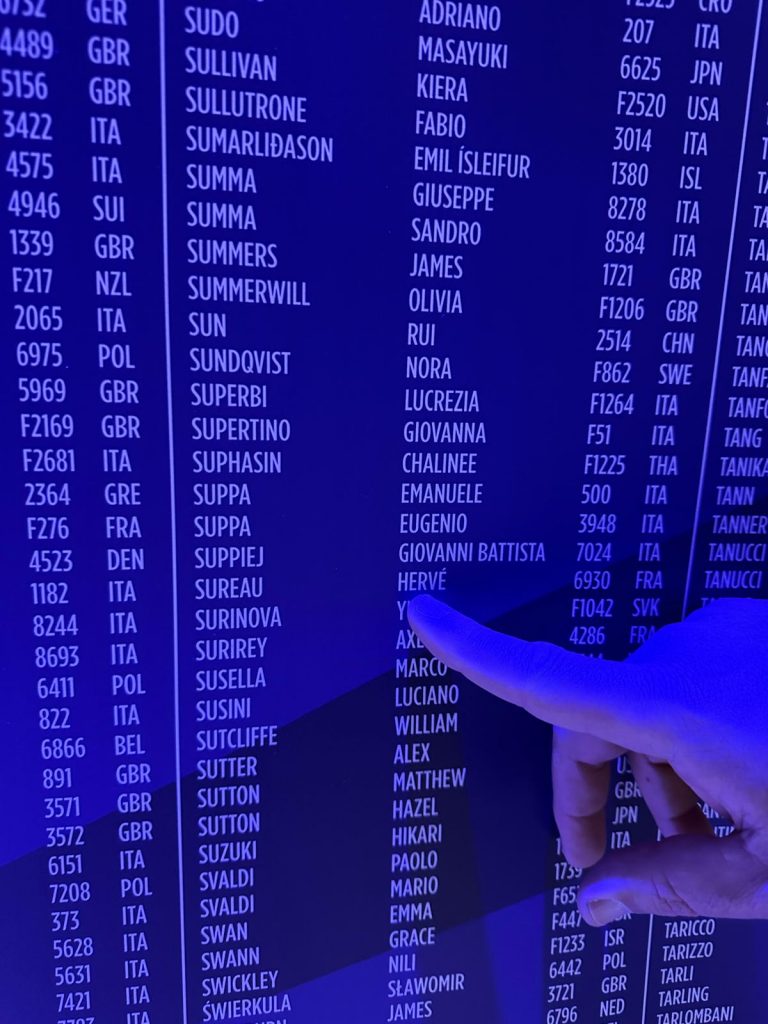 GER SUDO MASAYUKI 6625 JPN
4489 GBR SULLIVAN KIERA F2520 USA
5156 GBR SULLUTRONE FABIO 3014 ITA
3422 ITA SUMARLIÐASON EMIL ÍSLEIFUR 1380 ISL
4575 ITA SUMMA GIUSEPPE 8278 ITA
4946 SUI SUMMA SANDRO 8584 ITA
1339 GBR SUMMERS JAMES 1721 GBR
F217 NZL SUMMERWILL OLIVIA F1206 GBR
2065 ITA SUN RUI 2514 CHN
6975 POL SUNDQVIST NORA F862 SWE
5969 GBR SUPERBI LUCREZIA F1264 ITA
F2169 GBR SUPERTINO GIOVANNA F51 ITA
F2681 ITA SUPHASIN CHALINEE F1225 THA
2364 GRE SUPPA EMANUELE 500 ITA
F276 FRA SUPPA EUGENIO 3948 ITA
4523 DEN SUPPIEJ GIOVANNI BATTISTA 7024 ITA
1182 ITA SUREAU HERVÉ 6930 FRA
8244 ITA SURINOVA F1042 SVK
8693 ITA SURIREY 4286 FRA
6411 POL SUSELLA MARCO
822 ITA SUSINI LUCIANO
6866 BEL SUTCLIFFE WILLIAM
891 GBR SUTTER ALEX
3571 GBR SUTTON MATTHEW
3572 GBR SUTTON HAZEL GBR
6151 ITA SUZUKI HIKARI JPN
7208 POL SVALDI PAOLO ITA
373 ITA SVALDI MARIO 1739
5628 ITA SWAN EMMA
5631 ITA SWANN GRACE F447
7421 ITA SWICKLEY NILI F1233 ISR
ITA ŚWIERKULA SŁAWOMIR 6442 POL
JAMES 3721 GBR
6796 NED
ADRIANO 207 ITA
CRO
TANG
TANN
TANNER
TANUCCI
TANUCCI
TARICCO
TARIZZO
TARLI
TARLING
TARLOMBANI